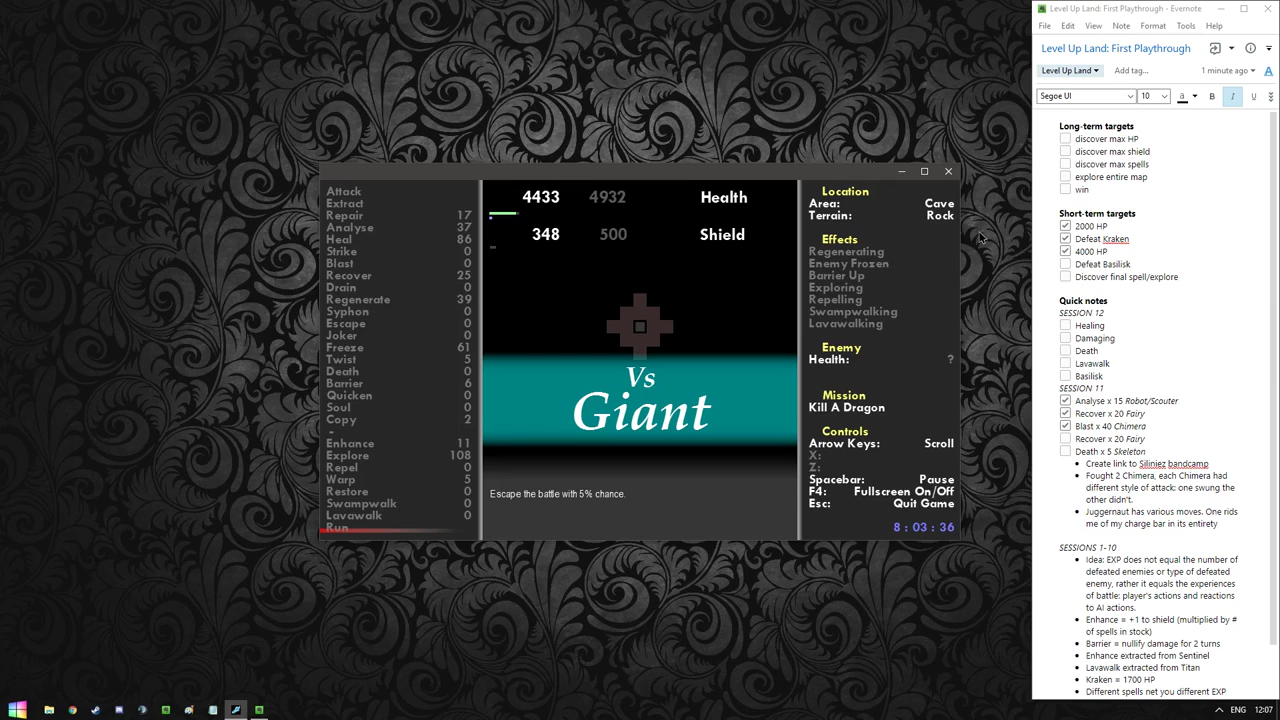 Attack
Extract
Repair 17
Analyse 37
Heal 86
Strike 0
Blast 0
Recover 25
Drain 0
Regenerate 39
Syphon 0
Escape 0
Joker 0
Freeze 61
Twist 5
Death 0
Barrier 6
Quicken 0
Soul 0
Copy 2
-
Enhance 11
Explore 108
Repel 0
Warp 5
Restore 0
Swampwalk 0
Lavawalk 0
Run
4433 4932 Health
348 500 Shield
Vs
Giant
Escape the battle with 5% chance.
Location
Area: Cave
Terrain: Rock
Effects
Regenerating
Enemy Frozen
Barrier Up
Exploring
Repelling
Swampwalking
Lavawalking
Enemy
Health: ?
Mission
Kill A Dragon
Controls
Arrow Keys: Scroll
X:
Z:
Spacebar: Pause
F4: Fullscreen On/Off
Esc: Quit Game
8 : 03 : 36
Level Up Land: First Playthrough - Evernote
File Edit View Note Format Tools Help
Level Up Land: First Playthrough
Level Up Land Add tag... 1 minute ago A
Segoe UI 10 a B I U
Long-term targets
discover max HP
discover max shield
discover max spells
explore entire map
win
Short-term targets
2000 HP
Defeat Kraken
4000 HP
Defeat Basilisk
Discover final spell/explore
Quick notes
SESSION 12
Healing
Damaging
Death
Lavawalk
Basilisk
SESSION 11
Analyse x 15 Robot/Scouter
Recover x 20 Fairy
Blast x 40 Chimera
Recover x 20 Fairy
Death x 5 Skeleton
Create link to Siliniez bandcamp
Fought 2 Chimera, each Chimera had
different style of attack: one swung the
other didn't.
Juggernaut has various moves. One rids
me of my charge bar in its entirety
SESSIONS 1-10
Idea: EXP does not equal the number of
defeated enemies or type of defeated
enemy, rather it equals the experiences
of battle: player's actions and reactions
to AI actions.
Enhance = +1 to shield (multiplied by #
of spells in stock)
Barrier = nullify damage for 2 turns
Enhance extracted from Sentinel
Lavawalk extracted from Titan
Kraken = 1700 HP
Different spells net you different EXP
ENG 12:07